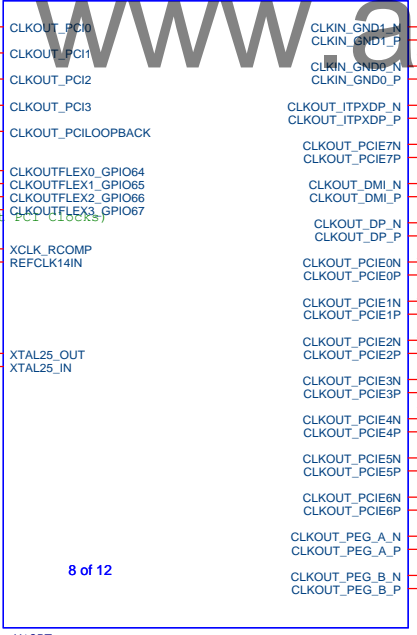 www.a
CLKOUT_PCI0
CLKOUT_PCI1
CLKOUT_PCI2
CLKOUT_PCI3
CLKOUT_PCILOOPBACK
CLKOUTFLEX0_GPIO64
CLKOUTFLEX1_GPIO65
CLKOUTFLEX2_GPIO66
CLKOUTFLEX3_GPIO67
PCI Clocks)
XCLK_RCOMP
REFCLK14IN
XTAL25_OUT
XTAL25_IN
8 of 12
CLKIN_GND1_N
CLKIN_GND1_P
CLKIN_GND0_N
CLKIN_GND0_P
CLKOUT_ITPXDP_N
CLKOUT_ITPXDP_P
CLKOUT_PCIE7N
CLKOUT_PCIE7P
CLKOUT_DMI_N
CLKOUT_DMI_P
CLKOUT_DP_N
CLKOUT_DP_P
CLKOUT_PCIE0N
CLKOUT_PCIE0P
CLKOUT_PCIE1N
CLKOUT_PCIE1P
CLKOUT_PCIE2N
CLKOUT_PCIE2P
CLKOUT_PCIE3N
CLKOUT_PCIE3P
CLKOUT_PCIE4N
CLKOUT_PCIE4P
CLKOUT_PCIE5N
CLKOUT_PCIE5P
CLKOUT_PCIE6N
CLKOUT_PCIE6P
CLKOUT_PEG_A_N
CLKOUT_PEG_A_P
CLKOUT_PEG_B_N
CLKOUT_PEG_B_P